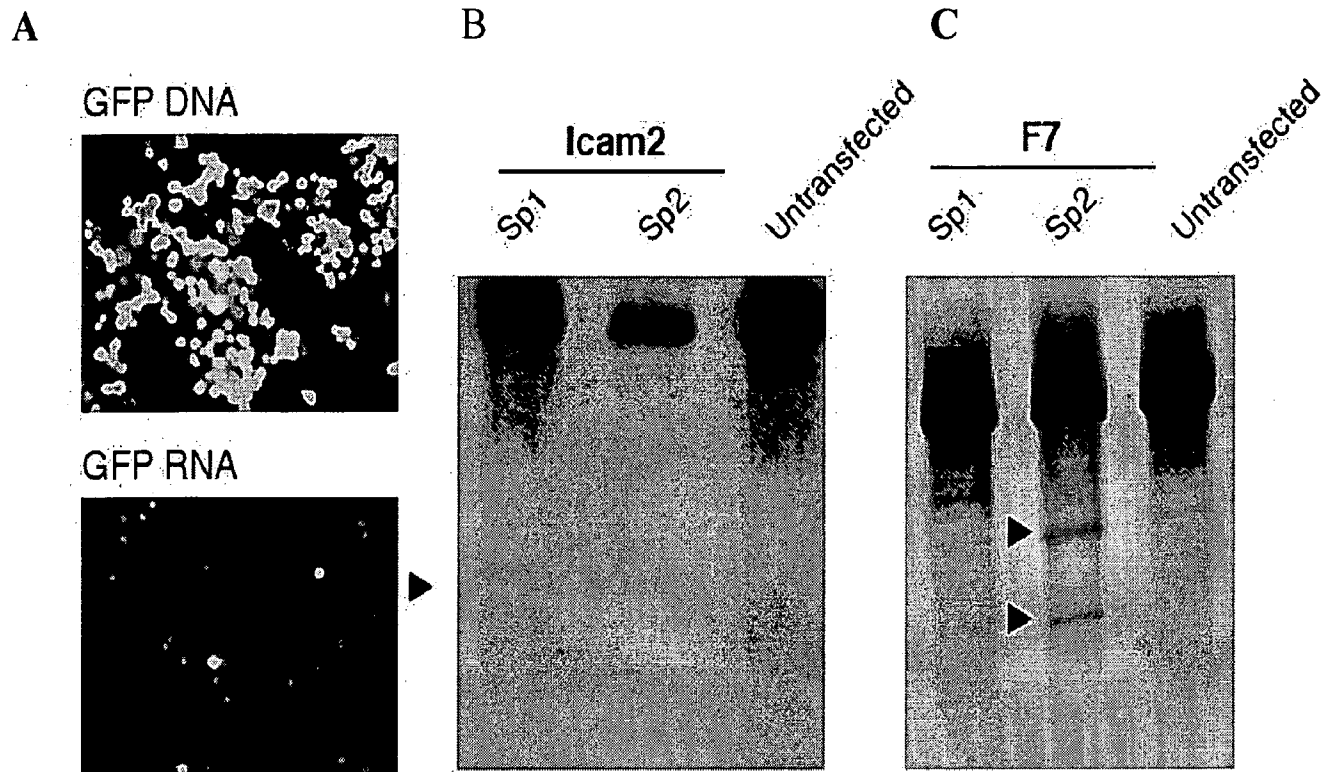 A
B
C
GFP DNA
GFP RNA
Icam2
Sp1
Sp2
Untransfected
F7
Sp1
Sp2
Untransfected